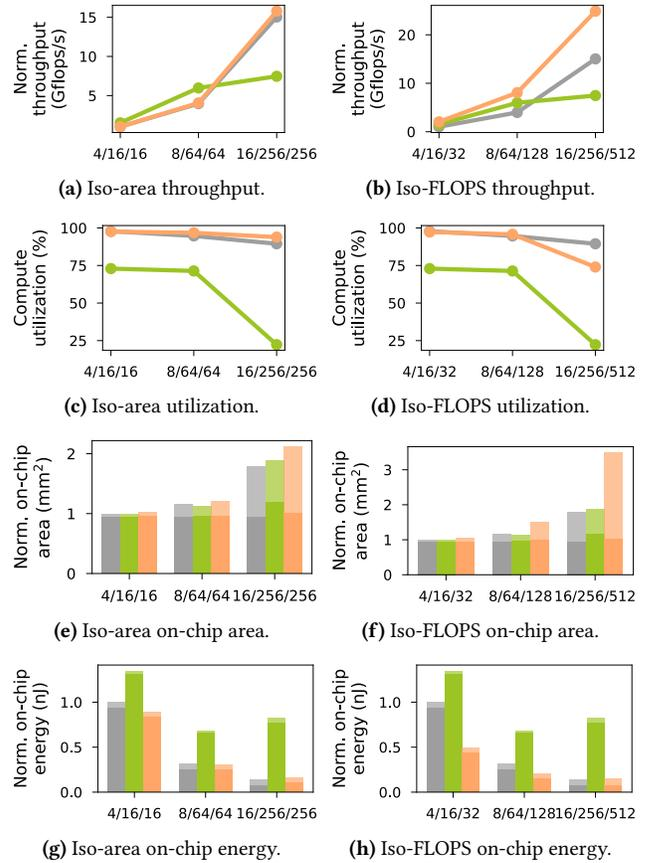 Norm.
throughput
(Gflops/s)
15
10
5
4/16/16 8/64/64 16/256/256
(a) Iso-area throughput.
Norm.
throughput
(Gflops/s)
20
10
0
4/16/32 8/64/128 16/256/512
(b) Iso-FLOPS throughput.
Compute
utilization (%)
100
75
50
25
4/16/16 8/64/64 16/256/256
(c) Iso-area utilization.
Compute
utilization (%)
100
75
50
25
4/16/32 8/64/128 16/256/512
(d) Iso-FLOPS utilization.
Norm. on-chip
area (mm²)
2
1
0
4/16/16 8/64/64 16/256/256
(e) Iso-area on-chip area.
Norm. on-chip
area (mm²)
3
2
1
0
4/16/32 8/64/128 16/256/512
(f) Iso-FLOPS on-chip area.
Norm. on-chip
energy (nJ)
1.0
0.5
0.0
4/16/16 8/64/64 16/256/256
(g) Iso-area on-chip energy.
Norm. on-chip
energy (nJ)
1.0
0.5
0.0
4/16/32 8/64/128 16/256/512
(h) Iso-FLOPS on-chip energy.